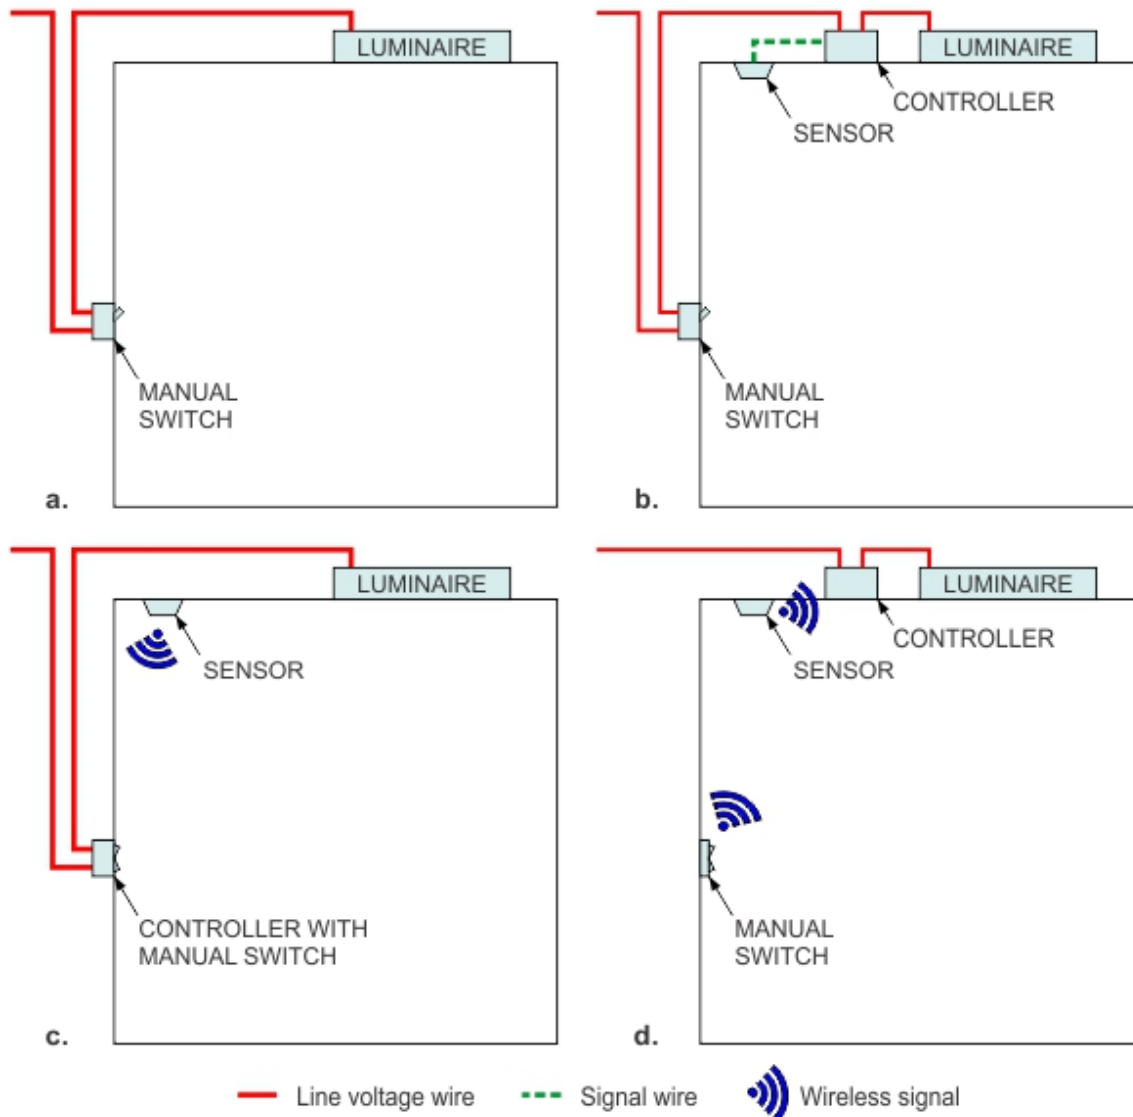 LUMINAIRE
MANUAL
SWITCH
a.
LUMINAIRE
CONTROLLER
SENSOR
MANUAL
SWITCH
b.
LUMINAIRE
SENSOR
CONTROLLER WITH
MANUAL SWITCH
c.
LUMINAIRE
CONTROLLER
SENSOR
MANUAL
SWITCH
d.
Line voltage wire
Signal wire
Wireless signal